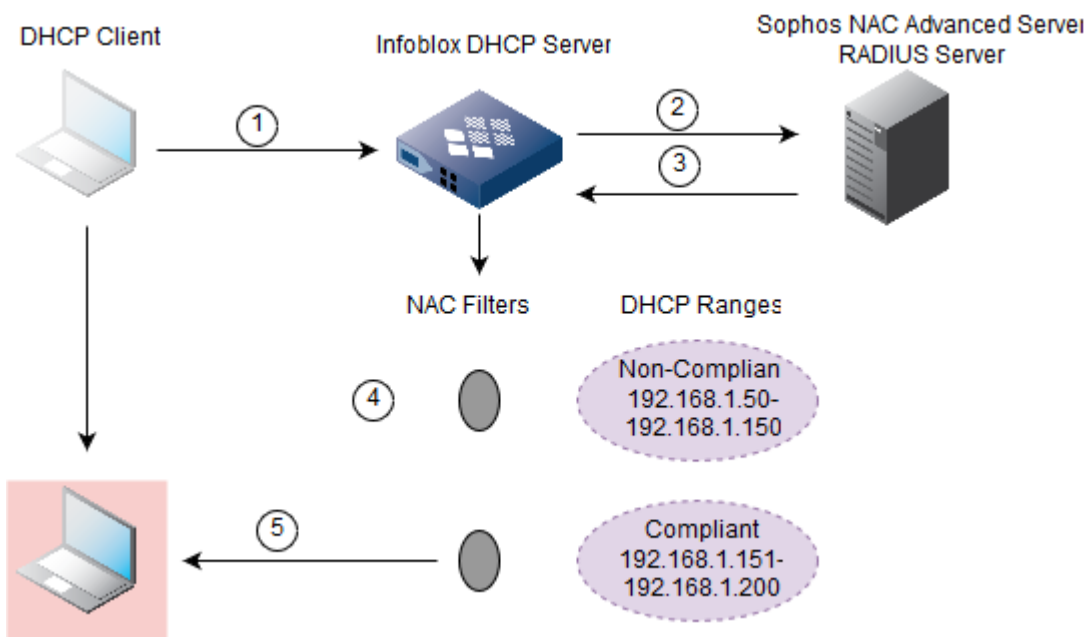 DHCP Client
Infoblox DHCP Server
Sophos NAC Advanced Server
RADIUS Server
1
2
3
NAC Filters
DHCP Ranges
4
Non-Complian
192.168.1.50-
192.168.1.150
5
Compliant
192.168.1.151-
192.168.1.200